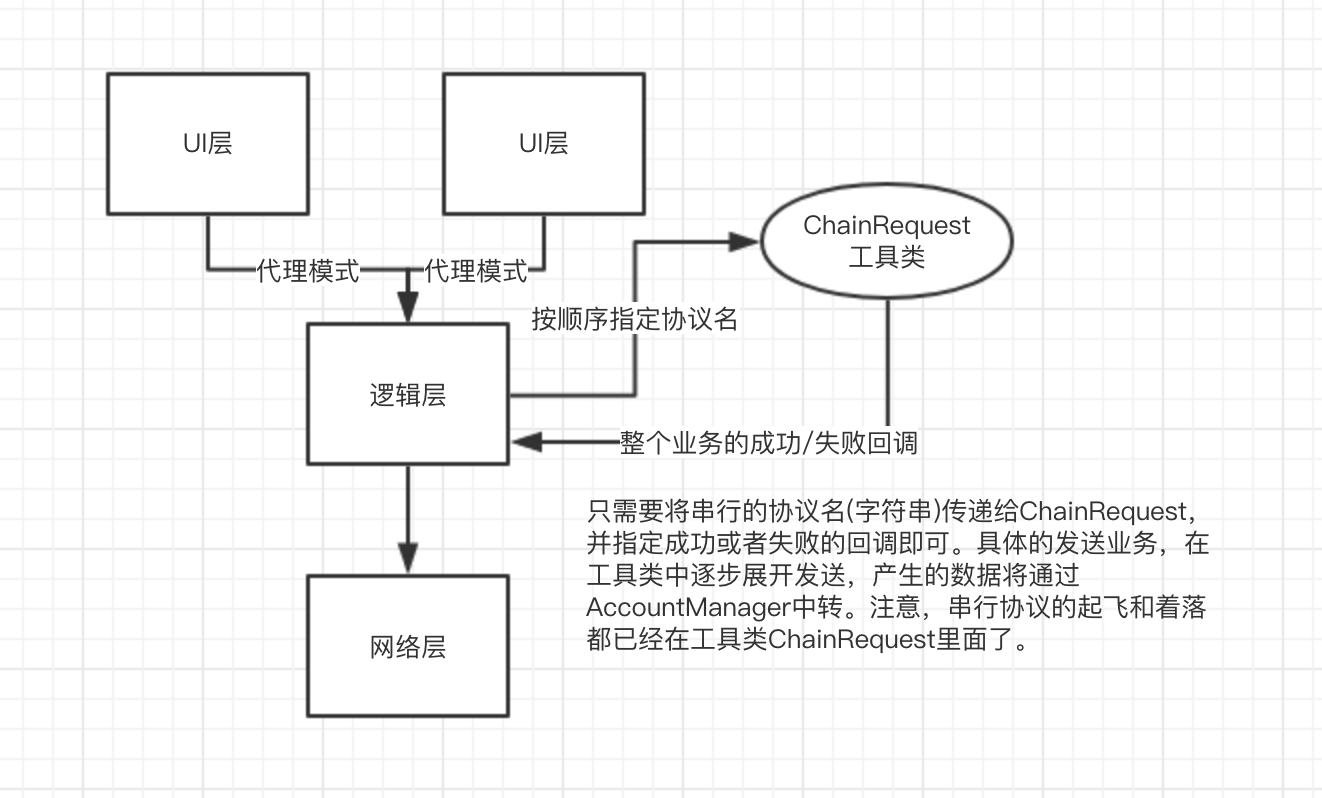 UI层
UI层
ChainRequest
工具类
代理模式
代理模式
按顺序指定协议名
逻辑层
整个业务的成功/失败回调
只需要将串行的协议名(字符串)传递给ChainRequest，
并指定成功或者失败的回调即可。具体的发送业务，在
工具类中逐步展开发送，产生的数据将通过
AccountManager中转。注意，串行协议的起飞和着落
都已经在工具类ChainRequest里面了。
网络层